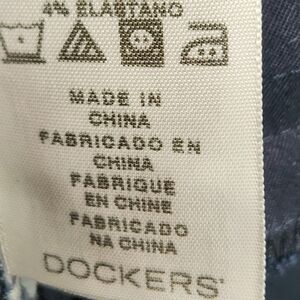 4% ELASTANO
MADE IN
CHINA
FABRICADO EN
CHINA
FABRIQUE
EN CHINE
FABRICADO
NA CHINA
DOCKERS®